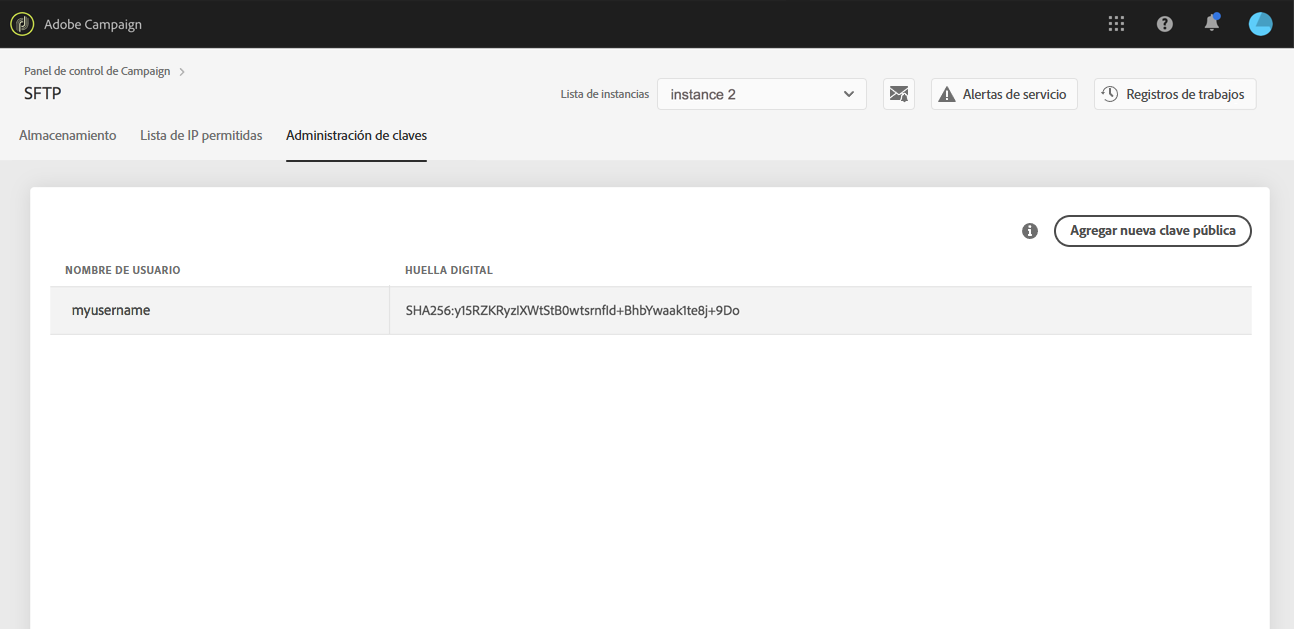 Adobe Campaign
Panel de control de Campaign
SFTP
Lista de instancias
instance 2
Alertas de servicio
Registros de trabajos
Almacenamiento
Lista de IP permitidas
Administración de claves
Agregar nueva clave pública
NOMBRE DE USUARIO
HUELLA DIGITAL
myusername
SHA256:y15RZKRyzIXWtStB0wtsrnfId+BhbYwaak1te8j+9Do